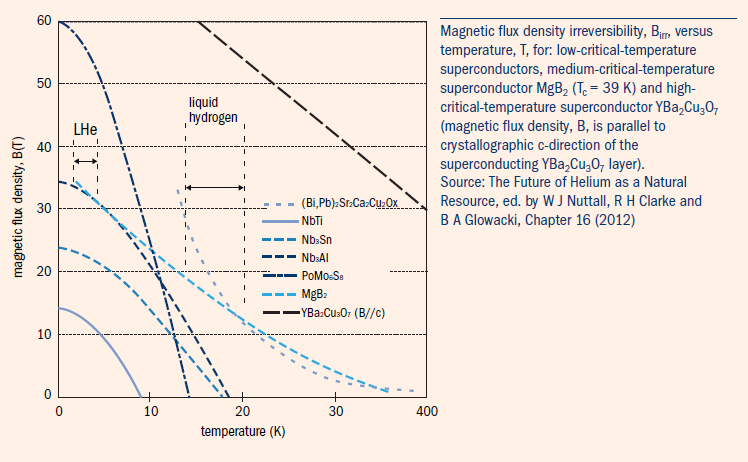 60
50
40
30
20
10
0
magnetic flux density, B(T)
LHe
liquid
hydrogen
(Bi,Pb)₂Sr₂Ca₂Cu₃Ox
NbTi
Nb₃Sn
Nb₃Al
PoMo₆S₈
MgB₂
YBa₂Cu₃O₇ (B//c)
0 10 20 30 400
temperature (K)
Magnetic flux density irreversibility, Bᵢᵣᵣ, versus
temperature, T, for: low-critical-temperature
superconductors, medium-critical-temperature
superconductor MgB₂ (T꜀ = 39 K) and high-
critical-temperature superconductor YBa₂Cu₃O₇
(magnetic flux density, B, is parallel to
crystallographic c-direction of the
superconducting YBa₂Cu₃O₇ layer).
Source: The Future of Helium as a Natural
Resource, ed. by W J Nuttall, R H Clarke and
B A Glowacki, Chapter 16 (2012)